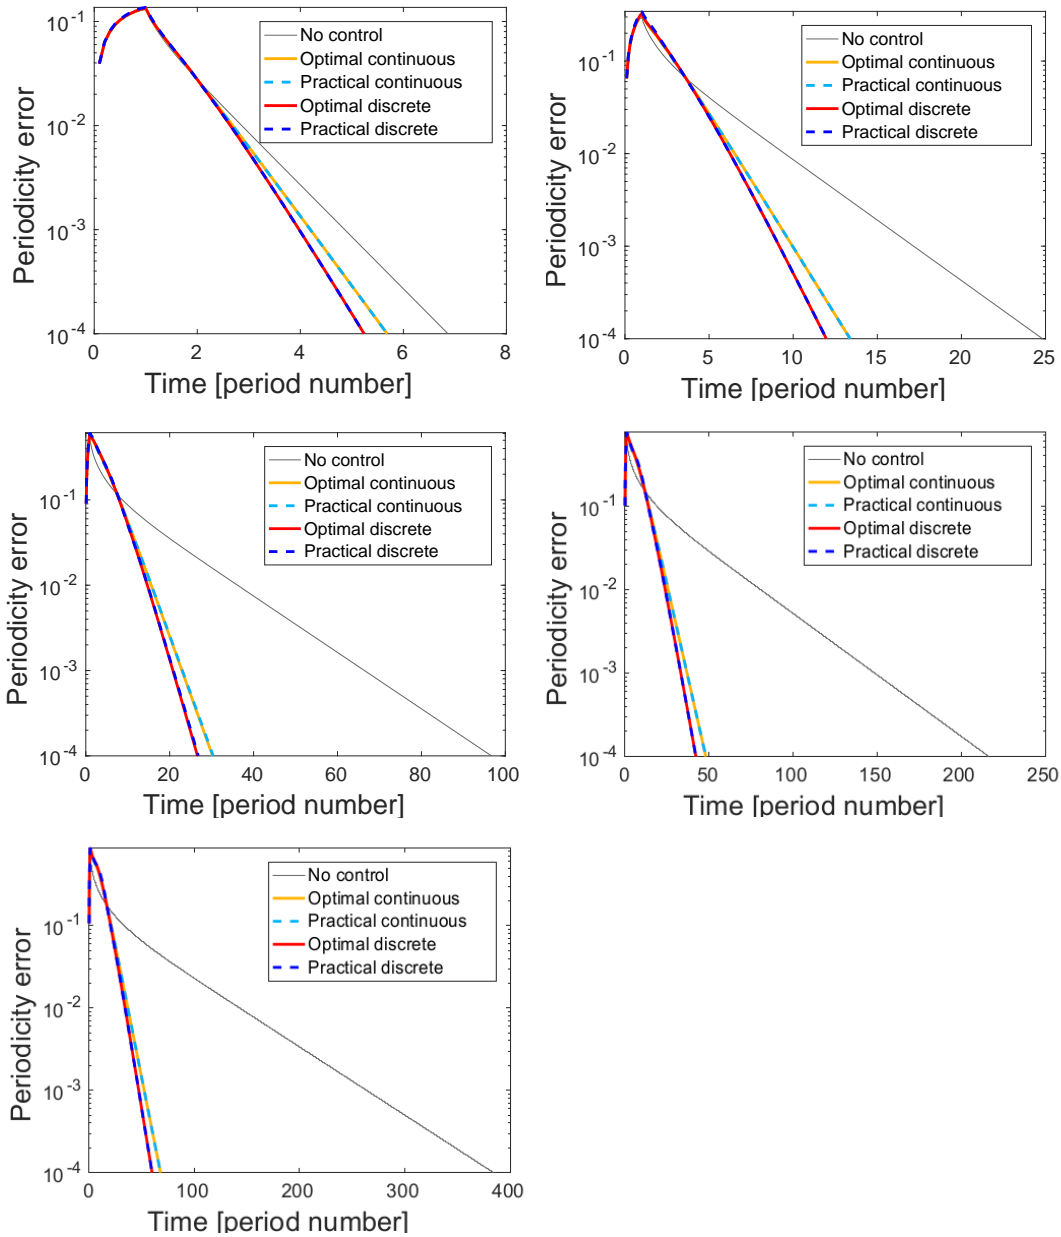 Periodicity error
10^-1
10^-2
10^-3
10^-4
No control
Optimal continuous
Practical continuous
Optimal discrete
Practical discrete
0 2 4 6 8
Time [period number]
Periodicity error
10^-1
10^-2
10^-3
10^-4
No control
Optimal continuous
Practical continuous
Optimal discrete
Practical discrete
0 5 10 15 20 25
Time [period number]
Periodicity error
10^-1
10^-2
10^-3
10^-4
No control
Optimal continuous
Practical continuous
Optimal discrete
Practical discrete
0 20 40 60 80 100
Time [period number]
Periodicity error
10^-1
10^-2
10^-3
10^-4
No control
Optimal continuous
Practical continuous
Optimal discrete
Practical discrete
0 50 100 150 200 250
Time [period number]
Periodicity error
10^-1
10^-2
10^-3
10^-4
No control
Optimal continuous
Practical continuous
Optimal discrete
Practical discrete
0 100 200 300 400
Time [period number]